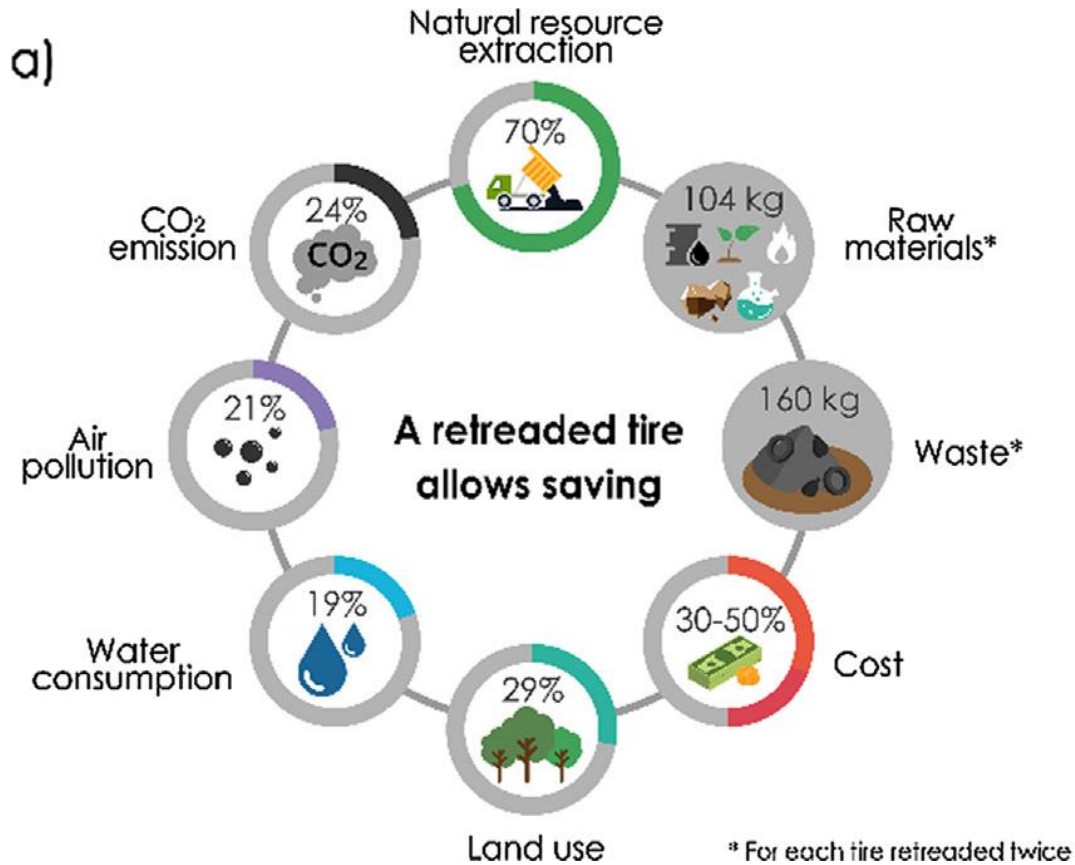 a)
Natural resource
extraction
70%
104 kg
Raw
materials*
160 kg
Waste*
30-50%
Cost
29%
Land use
19%
Water
consumption
21%
Air
pollution
24%
CO₂
CO₂
emission
A retreaded tire
allows saving
* For each tire retreaded twice